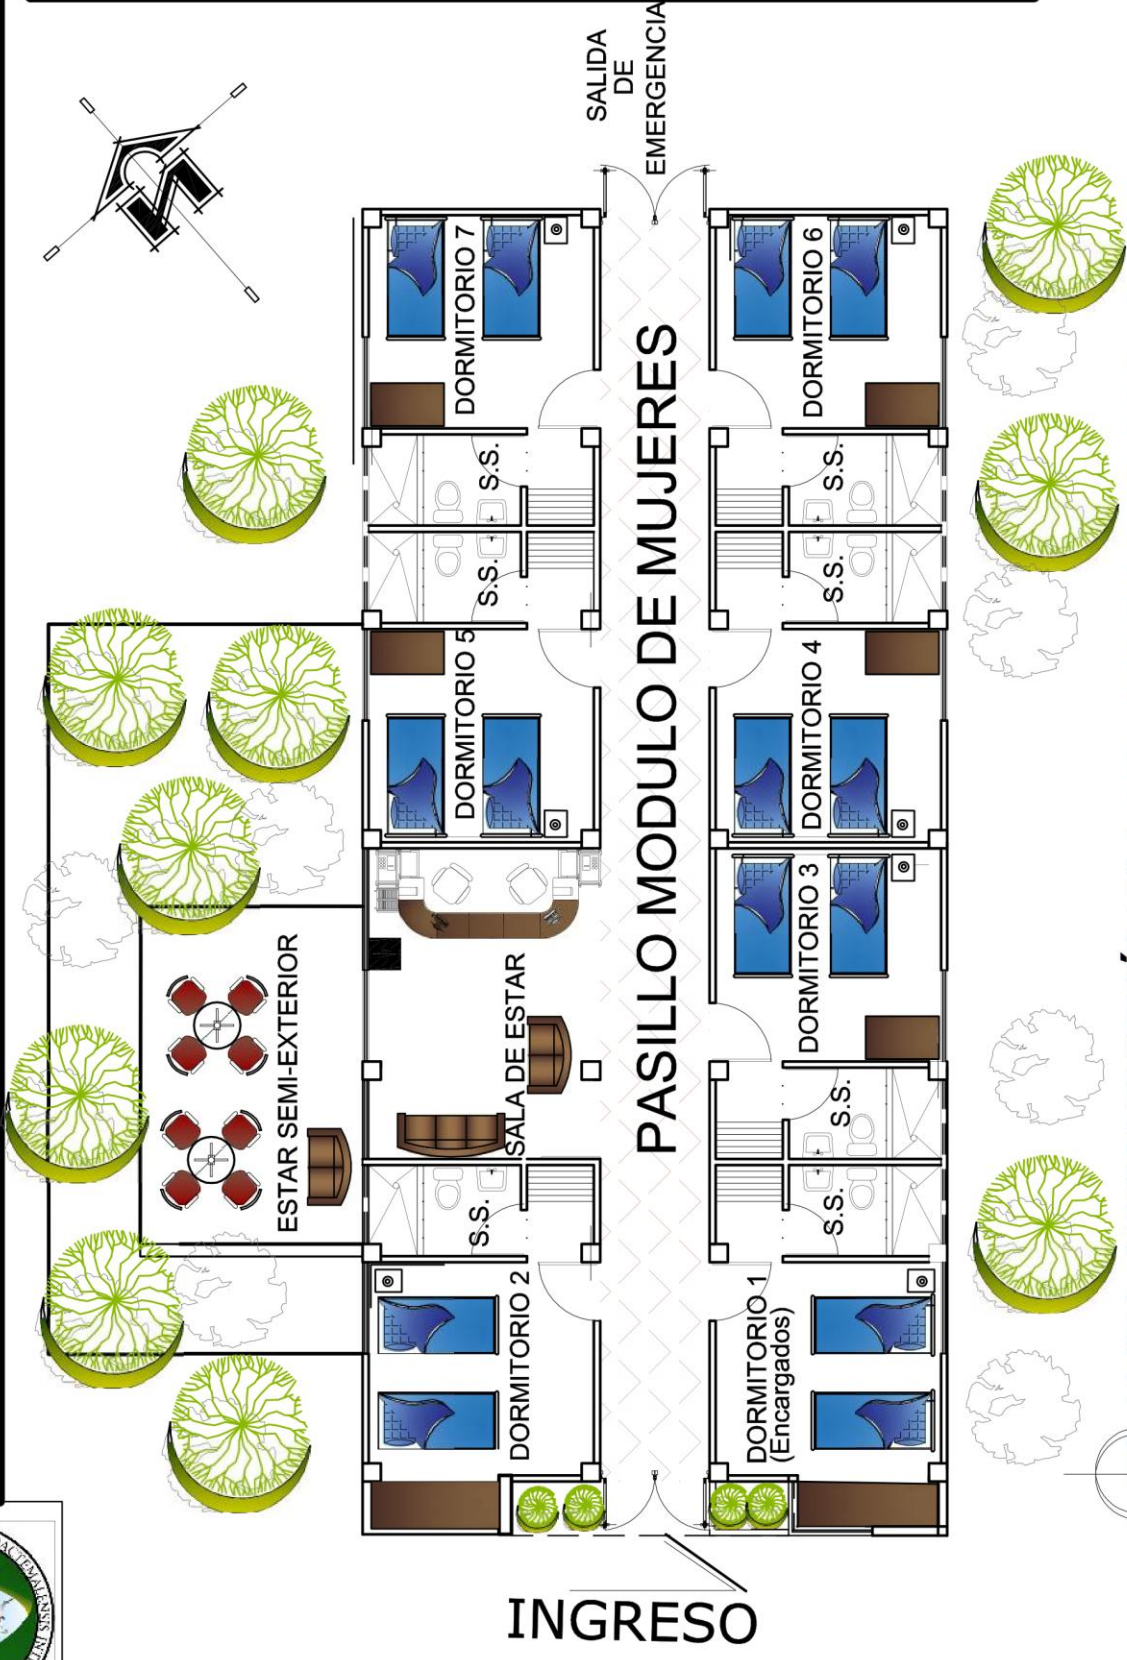 SALIDA
DE
EMERGENCIA
DORMITORIO 7
DORMITORIO 6
S.S.
S.S.
S.S.
S.S.
DORMITORIO 5
DORMITORIO 4
PASILLO MODULO DE MUJERES
ESTAR SEMI-EXTERIOR
SALA DE ESTAR
DORMITORIO 3
S.S.
S.S.
S.S.
DORMITORIO 2
DORMITORIO 1
(Encargados)
INGRESO
N